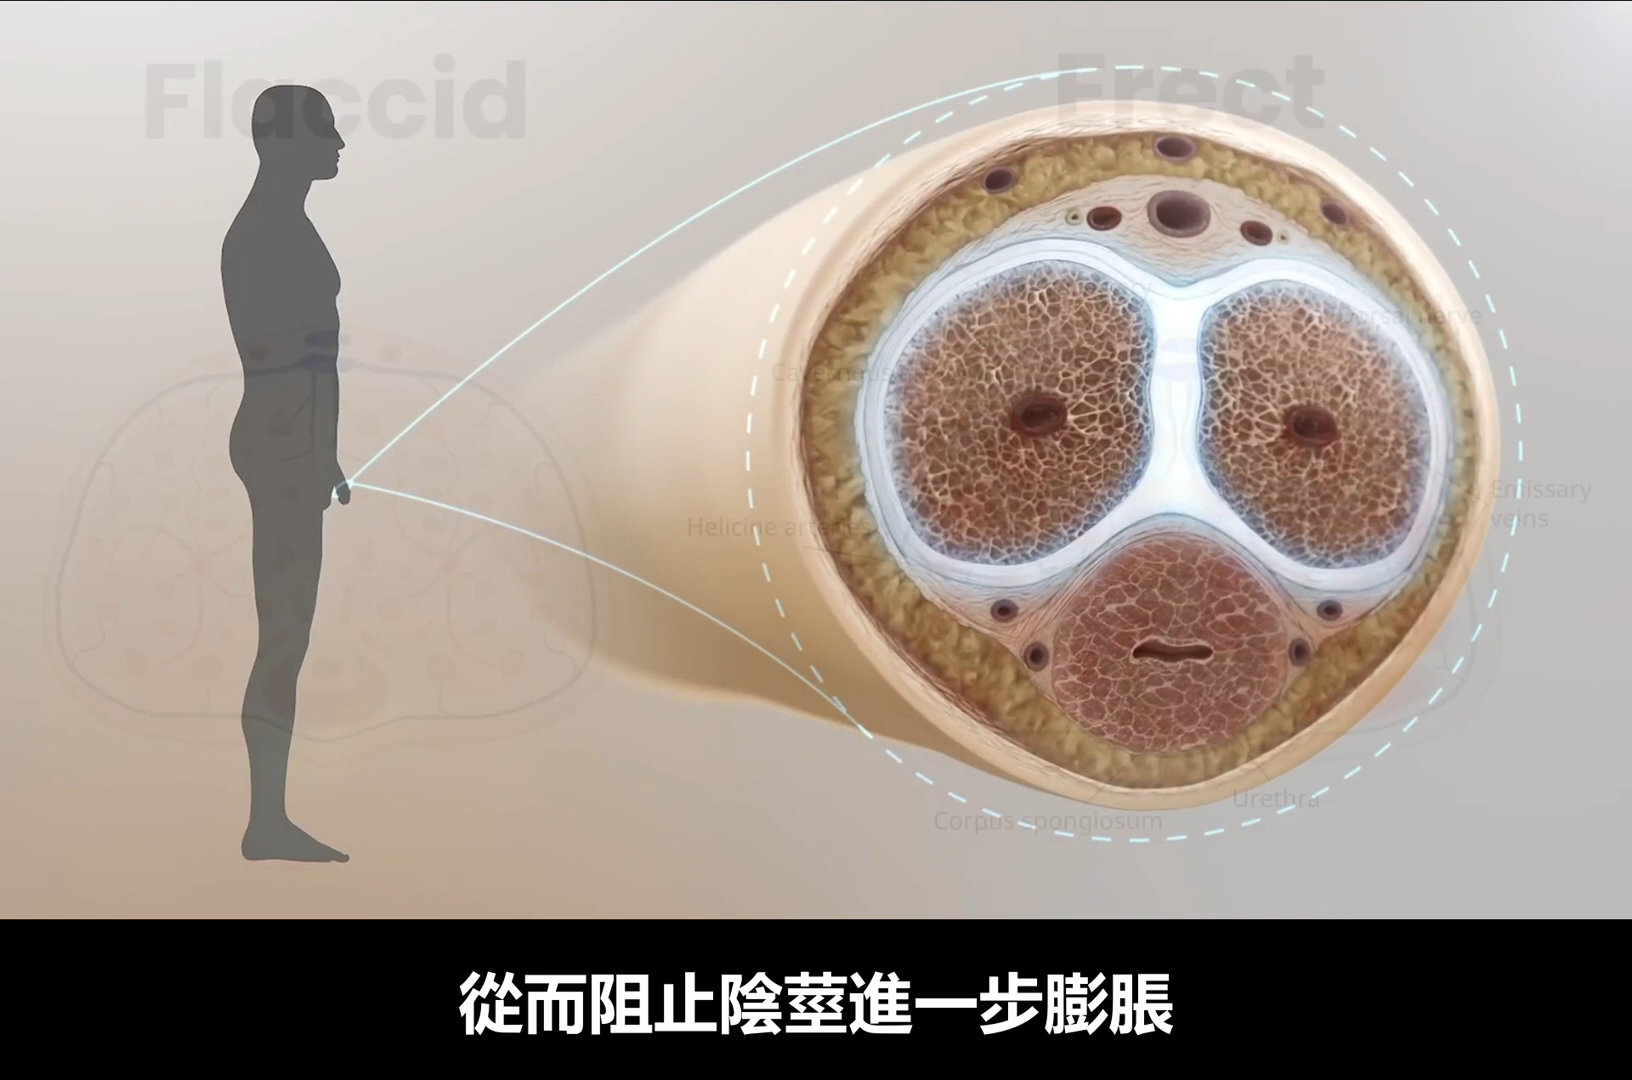 Flaccid
Erect
Dorsal nerve
Cavernous
Helicine arteries
Emissary
veins
Urethra
Corpus spongiosum
從而阻止陰莖進一步膨脹